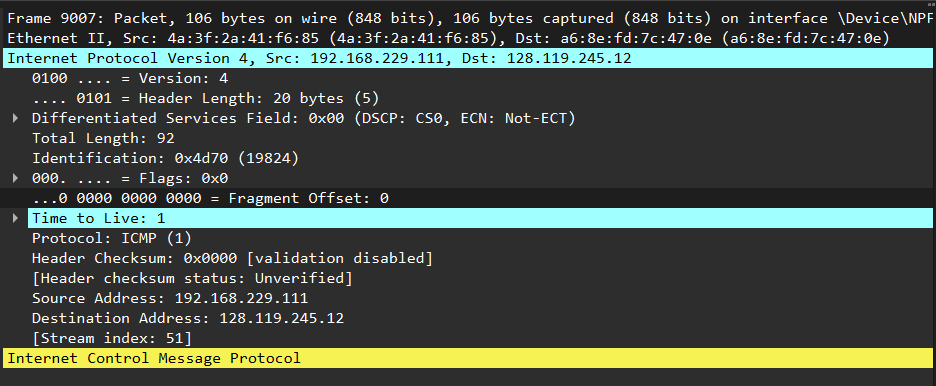 Frame 9007: Packet, 106 bytes on wire (848 bits), 106 bytes captured (848 bits) on interface \Device\NPF
Ethernet II, Src: 4a:3f:2a:41:f6:85 (4a:3f:2a:41:f6:85), Dst: a6:8e:fd:7c:47:0e (a6:8e:fd:7c:47:0e)
Internet Protocol Version 4, Src: 192.168.229.111, Dst: 128.119.245.12
0100 .... = Version: 4
.... 0101 = Header Length: 20 bytes (5)
Differentiated Services Field: 0x00 (DSCP: CS0, ECN: Not-ECT)
Total Length: 92
Identification: 0x4d70 (19824)
000. .... = Flags: 0x0
...0 0000 0000 0000 = Fragment Offset: 0
Time to Live: 1
Protocol: ICMP (1)
Header Checksum: 0x0000 [validation disabled]
[Header checksum status: Unverified]
Source Address: 192.168.229.111
Destination Address: 128.119.245.12
[Stream index: 51]
Internet Control Message Protocol